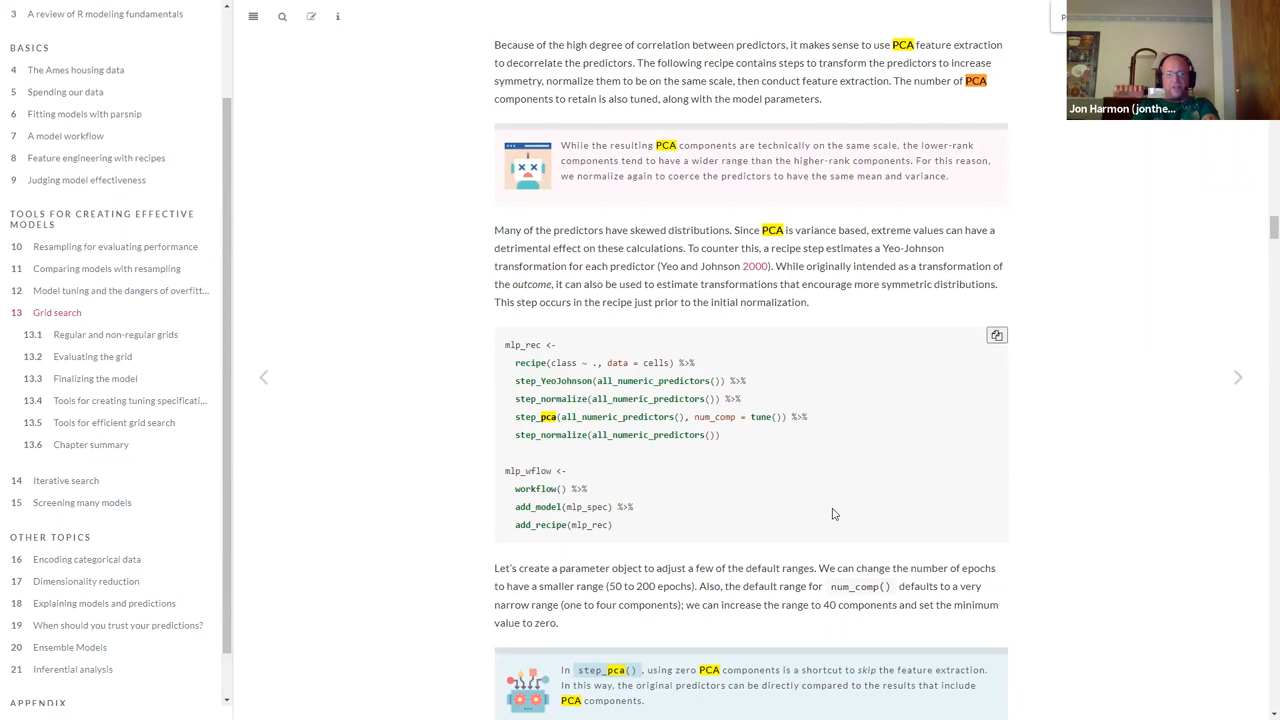 3 A review of R modeling fundamentals
BASICS
4 The Ames housing data
5 Spending our data
6 Fitting models with parsnip
7 A model workflow
8 Feature engineering with recipes
9 Judging model effectiveness
TOOLS FOR CREATING EFFECTIVE
MODELS
10 Resampling for evaluating performance
11 Comparing models with resampling
12 Model tuning and the dangers of overfitt...
13 Grid search
13.1 Regular and non-regular grids
13.2 Evaluating the grid
13.3 Finalizing the model
13.4 Tools for creating tuning specificati...
13.5 Tools for efficient grid search
13.6 Chapter summary
14 Iterative search
15 Screening many models
OTHER TOPICS
16 Encoding categorical data
17 Dimensionality reduction
18 Explaining models and predictions
19 When should you trust your predictions?
20 Ensemble Models
21 Inferential analysis
APPENDIX
Because of the high degree of correlation between predictors, it makes sense to use PCA feature extraction
to decorrelate the predictors. The following recipe contains steps to transform the predictors to increase
symmetry, normalize them to be on the same scale, then conduct feature extraction. The number of PCA
components to retain is also tuned, along with the model parameters.
While the resulting PCA components are technically on the same scale, the lower-rank
components tend to have a wider range than the higher-rank components. For this reason,
we normalize again to coerce the predictors to have the same mean and variance.
Many of the predictors have skewed distributions. Since PCA is variance based, extreme values can have a
detrimental effect on these calculations. To counter this, a recipe step estimates a Yeo-Johnson
transformation for each predictor (Yeo and Johnson 2000). While originally intended as a transformation of
the outcome, it can also be used to estimate transformations that encourage more symmetric distributions.
This step occurs in the recipe just prior to the initial normalization.
mlp_rec <-
recipe(class ~ ., data = cells) %>%
step_YeoJohnson(all_numeric_predictors()) %>%
step_normalize(all_numeric_predictors()) %>%
step_pca(all_numeric_predictors(), num_comp = tune()) %>%
step_normalize(all_numeric_predictors())
mlp_wflow <-
workflow() %>%
add_model(mlp_spec) %>%
add_recipe(mlp_rec)
Let's create a parameter object to adjust a few of the default ranges. We can change the number of epochs
to have a smaller range (50 to 200 epochs). Also, the default range for num_comp() defaults to a very
narrow range (one to four components); we can increase the range to 40 components and set the minimum
value to zero.
In step_pca(), using zero PCA components is a shortcut to skip the feature extraction.
In this way, the original predictors can be directly compared to the results that include
PCA components.
Jon Harmon (jonthe...